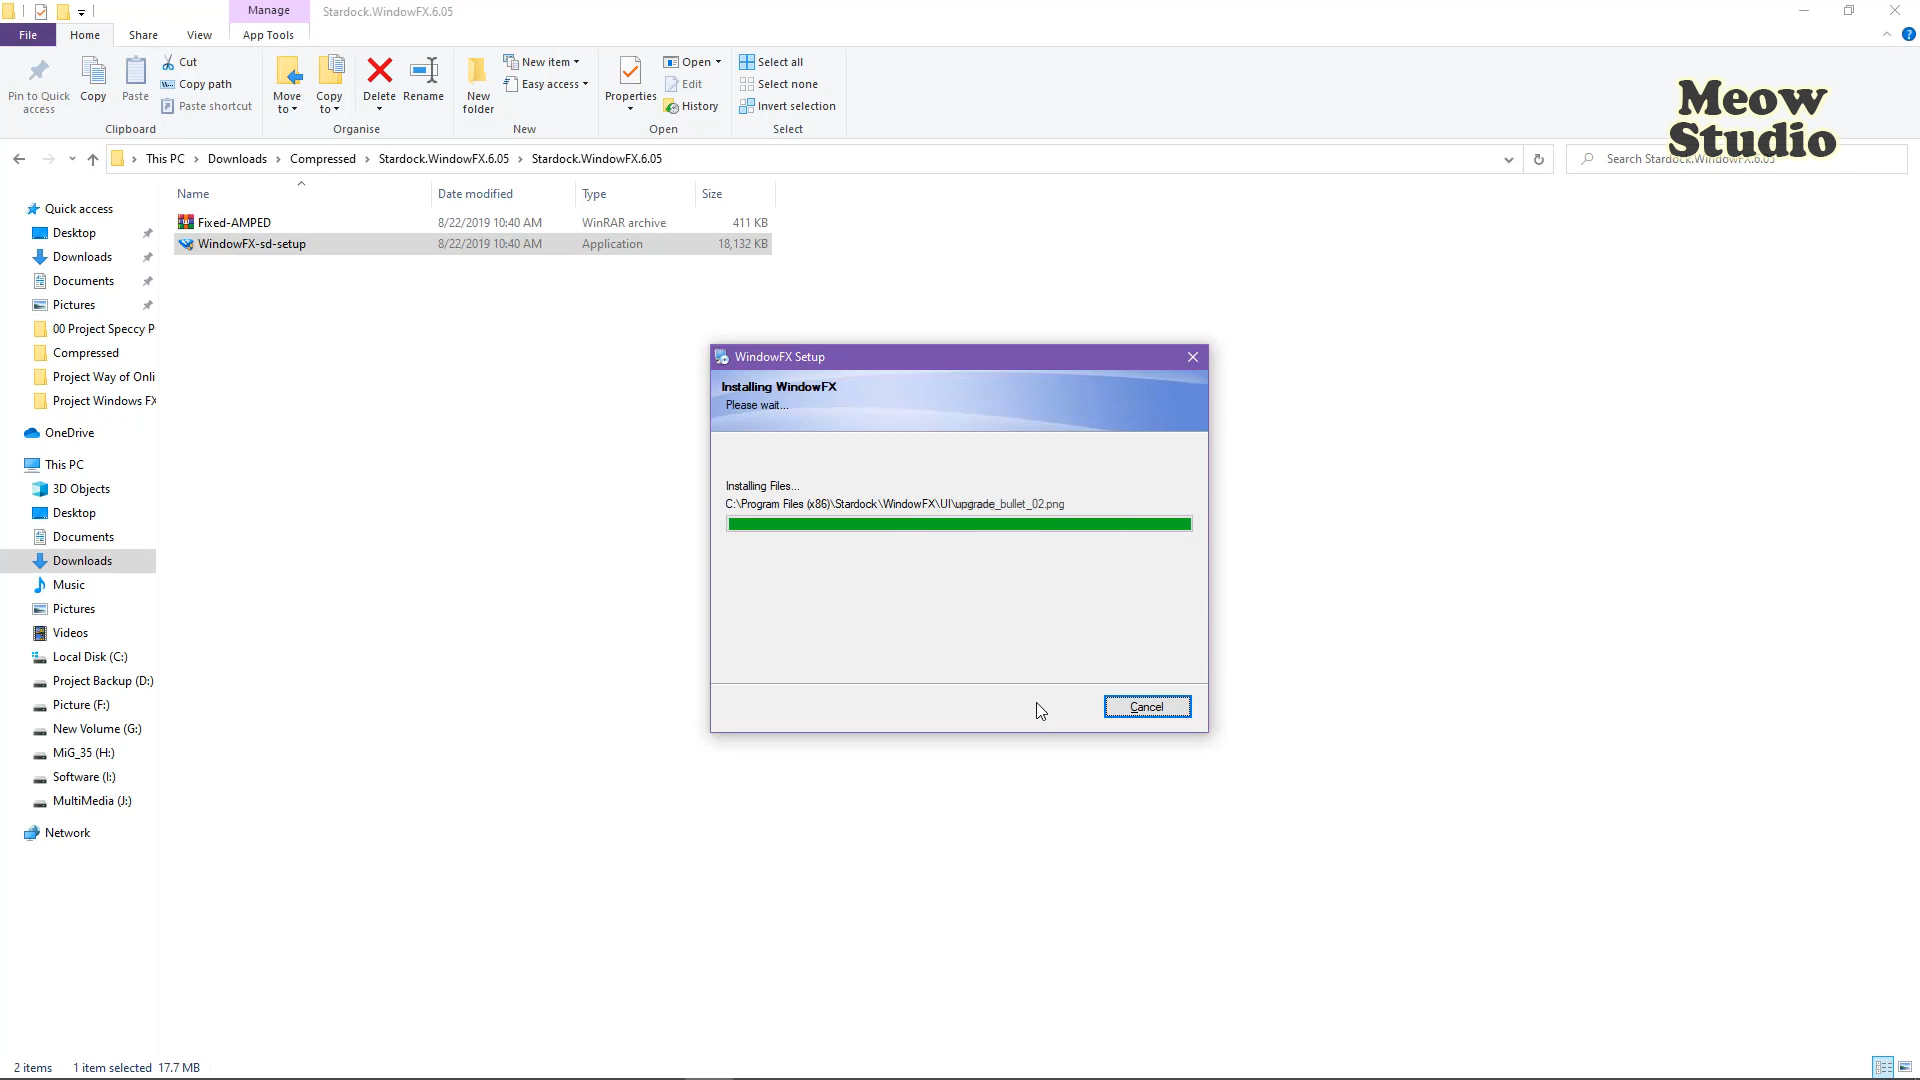 Manage
Stardock.WindowFX.6.05
File
Home
Share
View
App Tools
Pin to Quick access
Copy
Paste
Cut
Copy path
Paste shortcut
Clipboard
Move to
Copy to
Delete
Rename
Organise
New folder
New item
Easy access
New
Properties
Open
Edit
History
Open
Select all
Select none
Invert selection
Select
Meow
Studio
This PC > Downloads > Compressed > Stardock.WindowFX.6.05 > Stardock.WindowFX.6.05
Search Stardock.WindowFX.6.05
Name Date modified Type Size
Fixed-AMPED 8/22/2019 10:40 AM WinRAR archive 411 KB
WindowFX-sd-setup 8/22/2019 10:40 AM Application 18,132 KB
Quick access
Desktop
Downloads
Documents
Pictures
00 Project Speccy P
Compressed
Project Way of Onli
Project Windows FX
OneDrive
This PC
3D Objects
Desktop
Documents
Downloads
Music
Pictures
Videos
Local Disk (C:)
Project Backup (D:)
Picture (F:)
New Volume (G:)
MiG_35 (H:)
Software (I:)
MultiMedia (J:)
Network
WindowFX Setup
Installing WindowFX
Please wait...
Installing Files...
C:\Program Files (x86)\Stardock\WindowFX\UI\upgrade_bullet_02.png
Cancel
2 items 1 item selected 17.7 MB